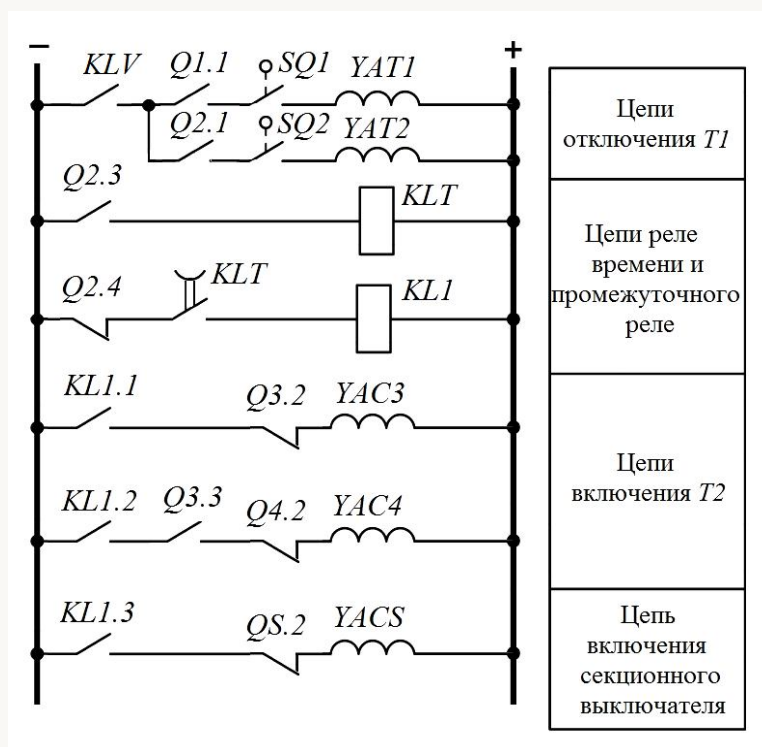 − +
KLV Q1.1 SQ1 YAT1
Q2.1 SQ2 YAT2
Цепи
отключения T1
Q2.3 KLT
Q2.4 KLT KL1
Цепи реле
времени и
промежуточного
реле
KL1.1 Q3.2 YAC3
KL1.2 Q3.3 Q4.2 YAC4
Цепи
включения T2
KL1.3 QS.2 YACS
Цепь
включения
секционного
выключателя